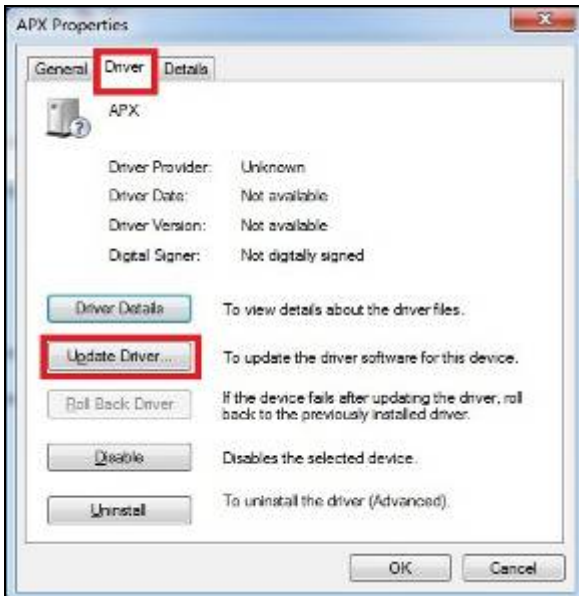 APX Properties
General Driver Details
APX
Driver Provider: Unknown
Driver Date: Not available
Driver Version: Not available
Digital Signer: Not digitally signed
Driver Details To view details about the driver files.
Update Driver... To update the driver software for this device.
Roll Back Driver If the device fails after updating the driver, roll
back to the previously installed driver.
Disable Disables the selected device.
Uninstall To uninstall the driver (Advanced).
OK Cancel